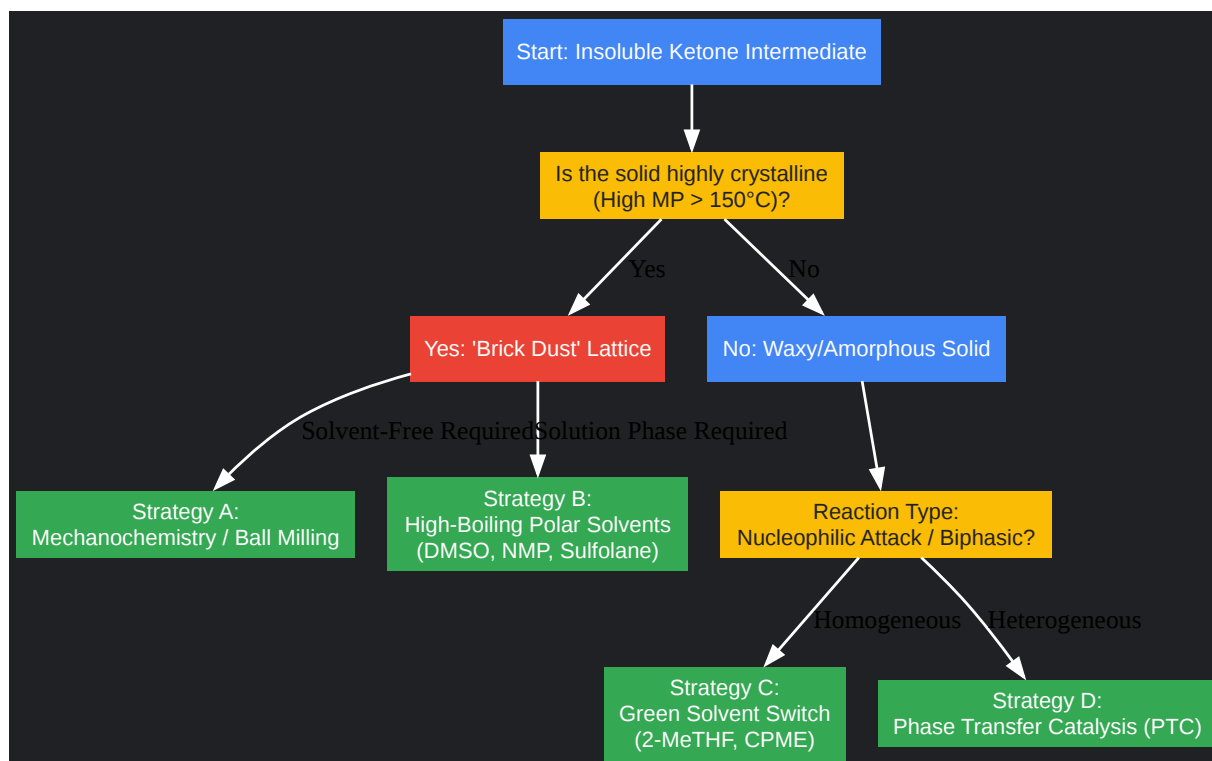 Start: Insoluble Ketone Intermediate
Is the solid highly crystalline
(High MP > 150°C)?
Yes
No
Yes: 'Brick Dust' Lattice
No: Waxy/Amorphous Solid
Solvent-Free Required
Solution Phase Required
Strategy A:
Mechanochemistry / Ball Milling
Strategy B:
High-Boiling Polar Solvents
(DMSO, NMP, Sulfolane)
Reaction Type:
Nucleophilic Attack / Biphasic?
Homogeneous
Heterogeneous
Strategy C:
Green Solvent Switch
(2-MeTHF, CPME)
Strategy D:
Phase Transfer Catalysis (PTC)